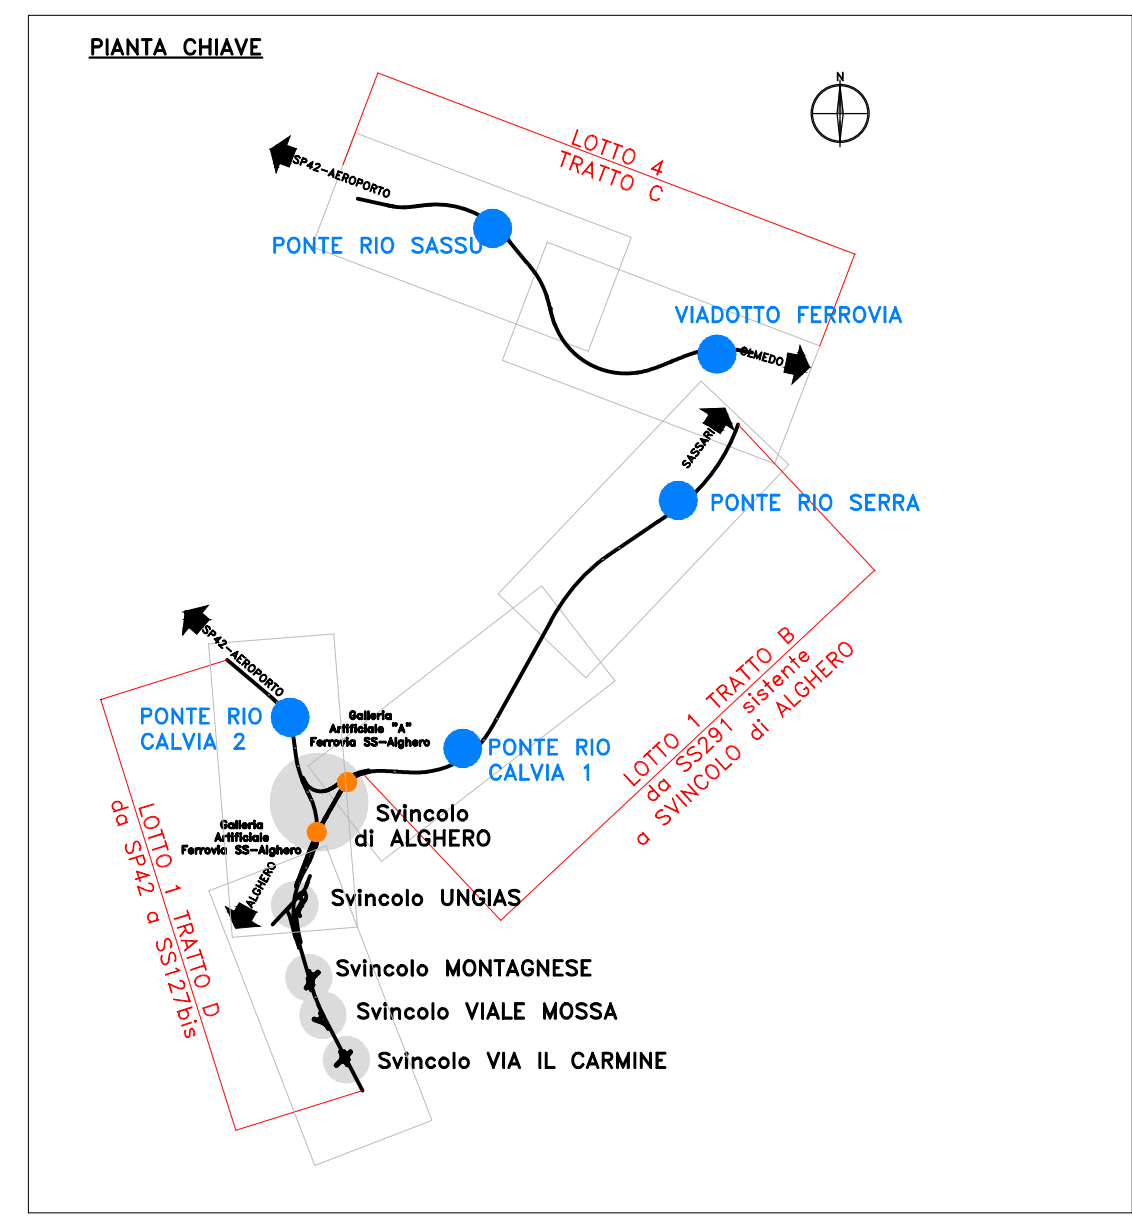 PIANTA CHIAVE
N
LOTTO 4
TRATTO C
SP42-AEROPORTO
PONTE RIO SASSU
VIADOTTO FERROVIA
OLMEDO
SASSARI
PONTE RIO SERRA
LOTTO 1 TRATTO B
da SS291 sistente
a SVINCOLO di ALGHERO
SP42-AEROPORTO
PONTE RIO
CALVIA 2
Galleria
Artificiale "A"
Ferrovia SS-Alghero
PONTE RIO
CALVIA 1
Svincolo
di ALGHERO
Galleria
Artificiale
Ferrovia SS-Alghero
ALGHERO
LOTTO 1 TRATTO D
da SP42 a SS127bis
Svincolo UNGIAS
Svincolo MONTAGNESE
Svincolo VIALE MOSSA
Svincolo VIA IL CARMINE